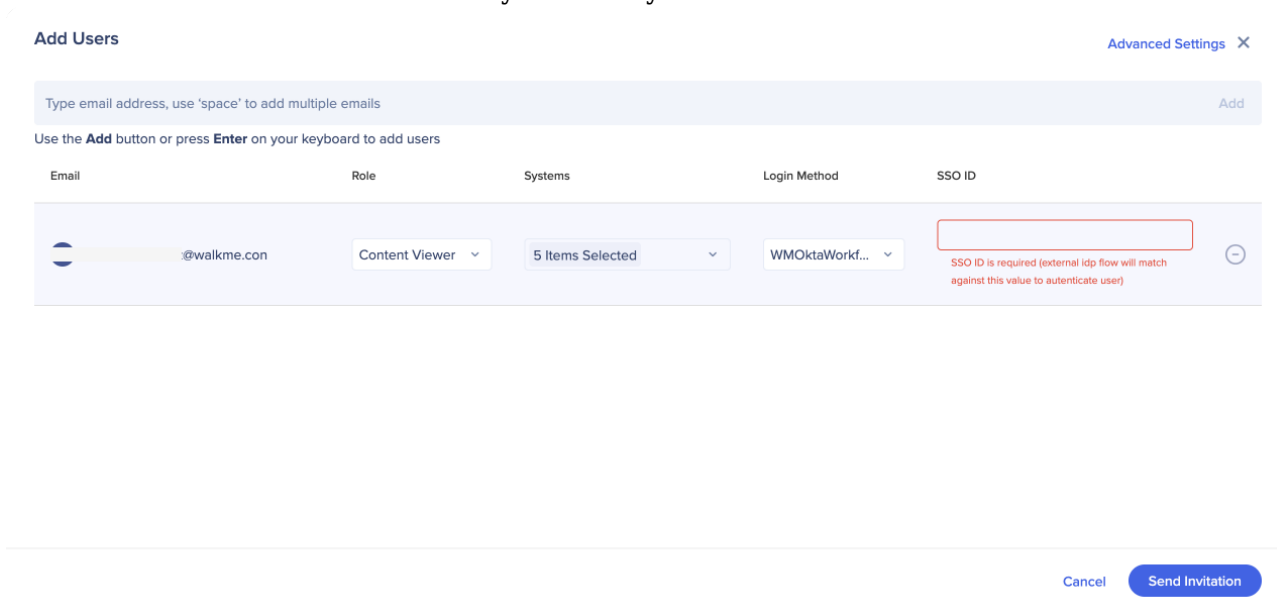 Add Users
Advanced Settings
Type email address, use ‘space’ to add multiple emails
Add
Use the Add button or press Enter on your keyboard to add users
Email Role Systems Login Method SSO ID
@walkme.con Content Viewer 5 Items Selected WMOktaWorkf...
SSO ID is required (external idp flow will match
against this value to autenticate user)
Cancel Send Invitation